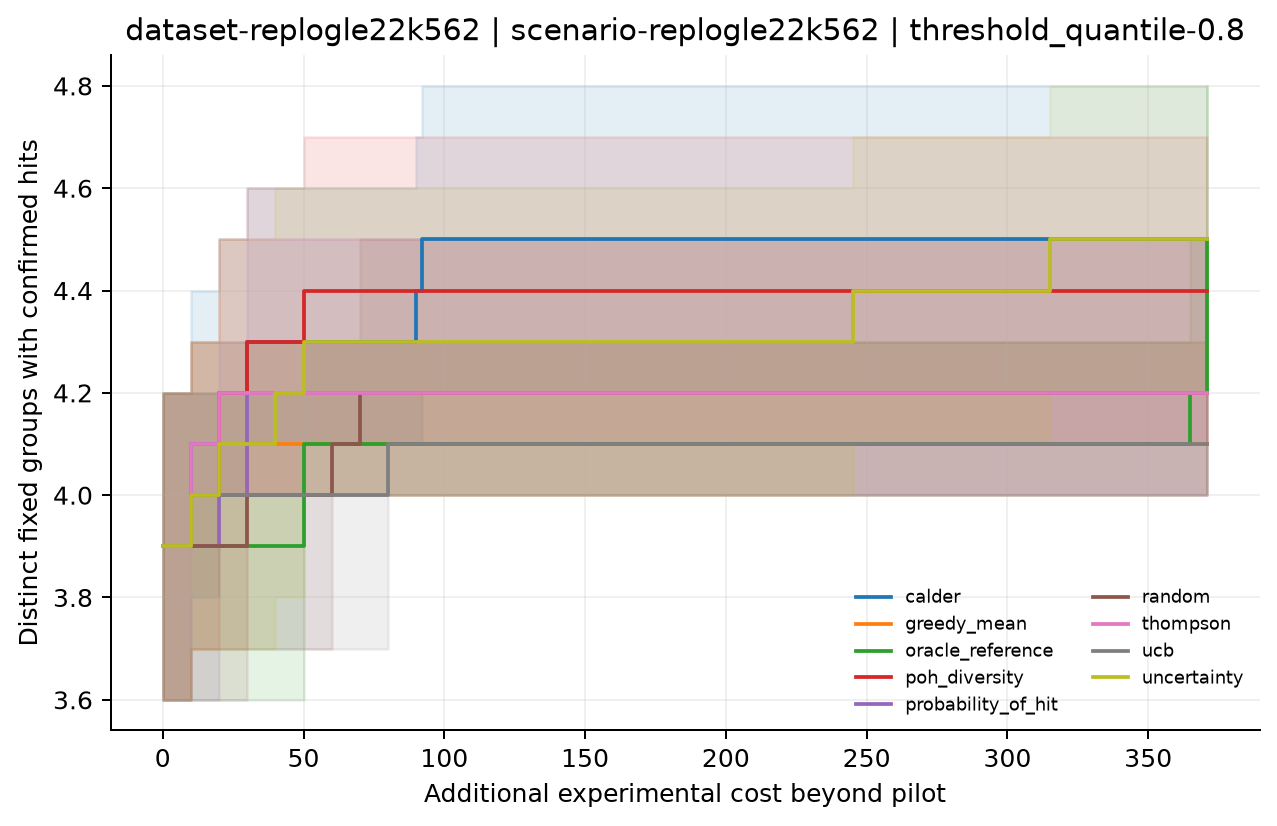 dataset-replogle22k562 | scenario-replogle22k562 | threshold_quantile-0.8
Distinct fixed groups with confirmed hits
4.8
4.6
4.4
4.2
4.0
3.8
3.6
0
50
100
150
200
250
300
350
Additional experimental cost beyond pilot
calder
greedy_mean
oracle_reference
poh_diversity
probability_of_hit
random
thompson
ucb
uncertainty